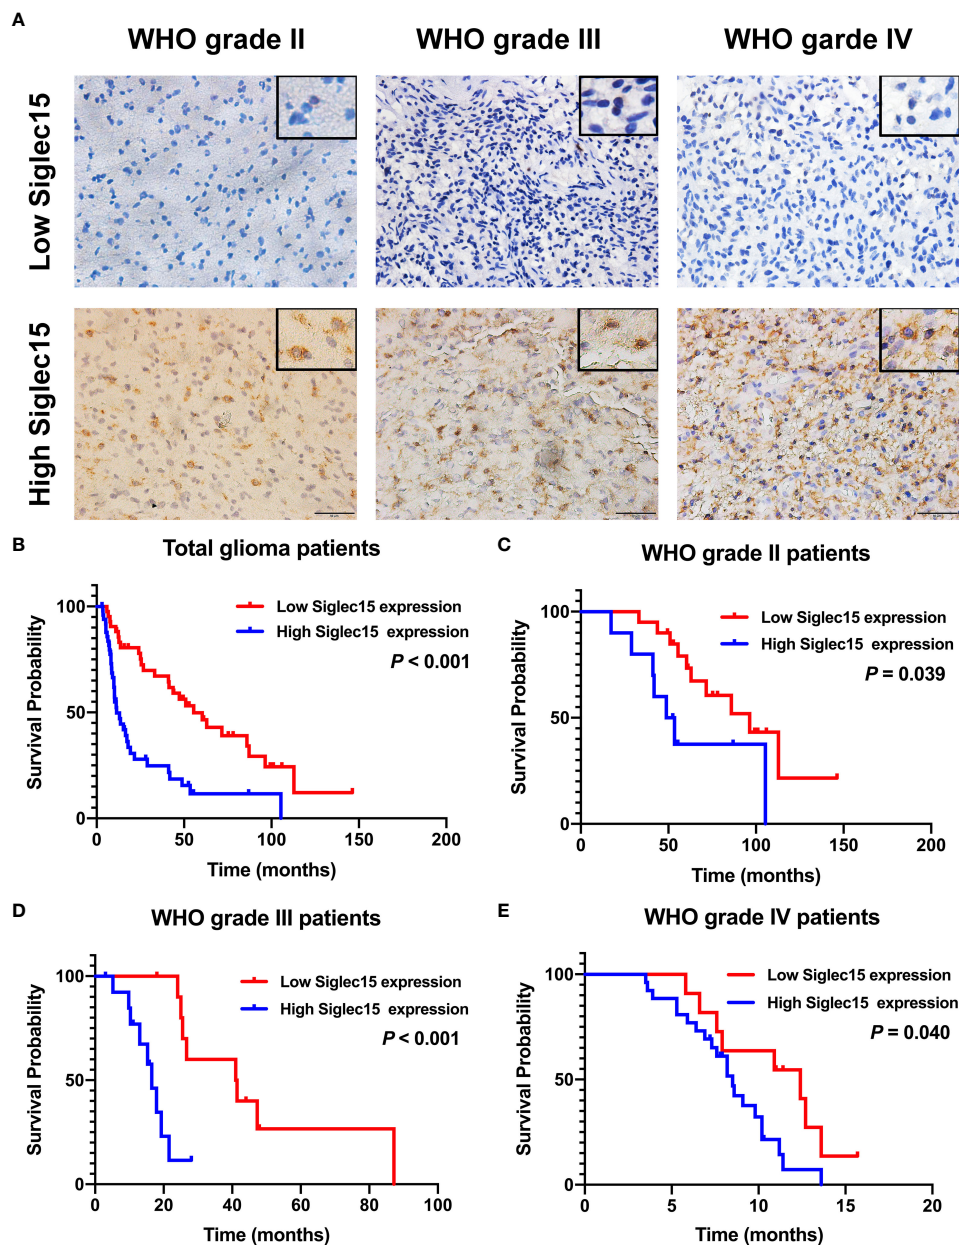 A
WHO grade II
WHO grade III
WHO garde IV
Low Siglec15
High Siglec15
B
Total glioma patients
Survival Probability
100
50
0
0 50 100 150 200
Time (months)
Low Siglec15 expression
High Siglec15 expression
P < 0.001
C
WHO grade II patients
Survival Probability
100
50
0
0 50 100 150 200
Time (months)
Low Siglec15 expression
High Siglec15 expression
P = 0.039
D
WHO grade III patients
Survival Probability
100
50
0
0 20 40 60 80 100
Time (months)
Low Siglec15 expression
High Siglec15 expression
P < 0.001
E
WHO grade IV patients
Survival Probability
100
50
0
0 5 10 15 20
Time (months)
Low Siglec15 expression
High Siglec15 expression
P = 0.040